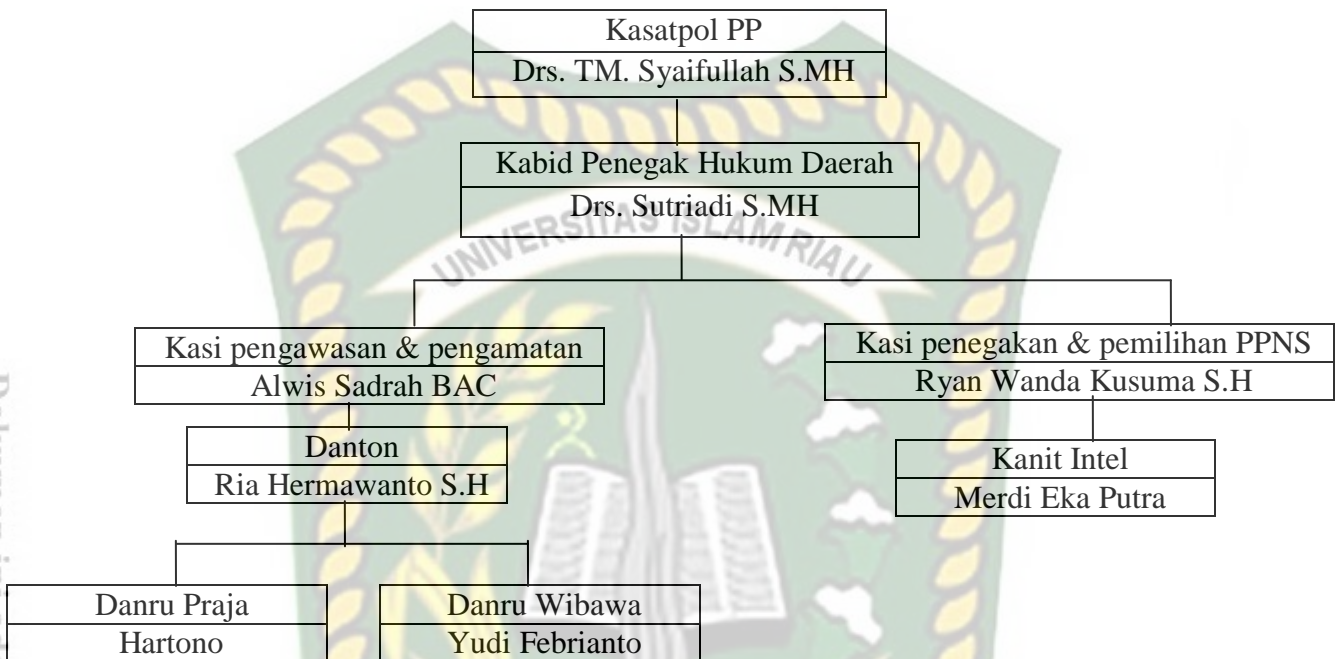 Kasatpol PP
Drs. TM. Syaifullah S.MH
Kabid Penegak Hukum Daerah
Drs. Sutriadi S.MH
UNIVERSITAS ISLAM RIAU
Kasi pengawasan & pengamatan
Alwis Sadrah BAC
Kasi penegakan & pemilihan PPNS
Ryan Wanda Kusuma S.H
Danton
Ria Hermawanto S.H
Kanit Intel
Merdi Eka Putra
Danru Praja
Hartono
Danru Wibawa
Yudi Febrianto